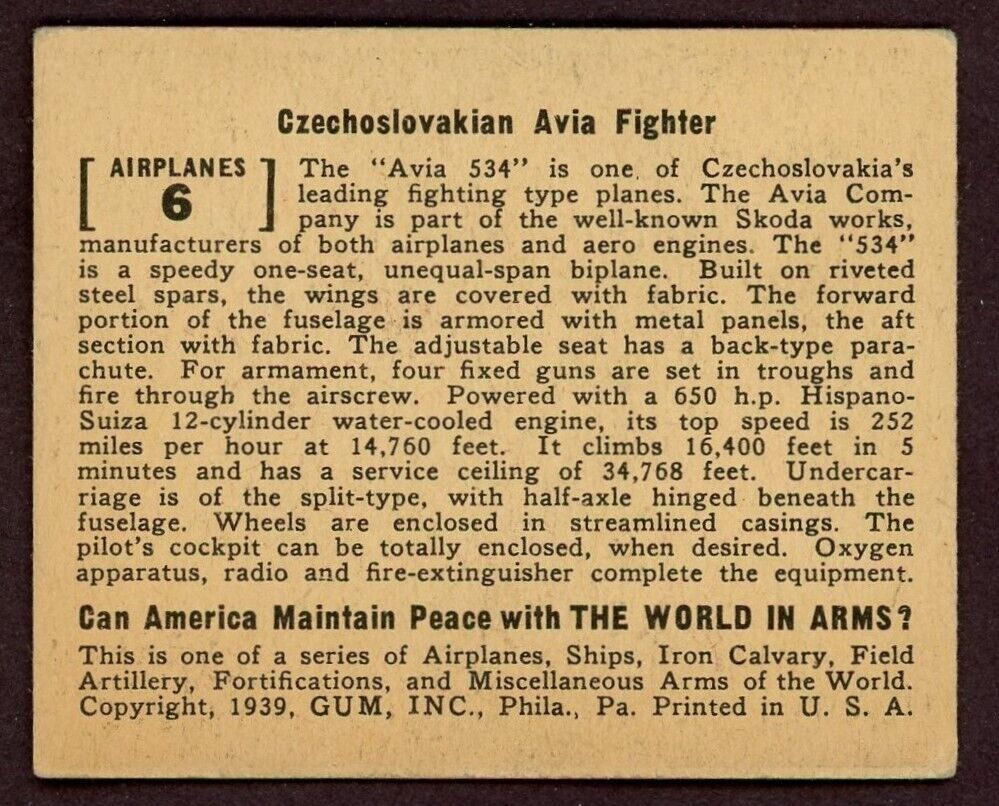 Czechoslovakian Avia Fighter
AIRPLANES
6
The "Avia 534" is one of Czechoslovakia's
leading fighting type planes. The Avia Com-
pany is part of the well-known Skoda works,
manufacturers of both airplanes and aero engines. The "534"
is a speedy one-seat, unequal-span biplane. Built on riveted
steel spars, the wings are covered with fabric. The forward
portion of the fuselage is armored with metal panels, the aft
section with fabric. The adjustable seat has a back-type para-
chute. For armament, four fixed guns are set in troughs and
fire through the airscrew. Powered with a 650 h.p. Hispano-
Suiza 12-cylinder water-cooled engine, its top speed is 252
miles per hour at 14,760 feet. It climbs 16,400 feet in 5
minutes and has a service ceiling of 34,768 feet. Undercar-
riage is of the split-type, with half-axle hinged beneath the
fuselage. Wheels are enclosed in streamlined casings. The
pilot's cockpit can be totally enclosed, when desired. Oxygen
apparatus, radio and fire-extinguisher complete the equipment.
Can America Maintain Peace with THE WORLD IN ARMS?
This is one of a series of Airplanes, Ships, Iron Calvary, Field
Artillery, Fortifications, and Miscellaneous Arms of the World.
Copyright, 1939, GUM, INC., Phila., Pa. Printed in U. S. A.